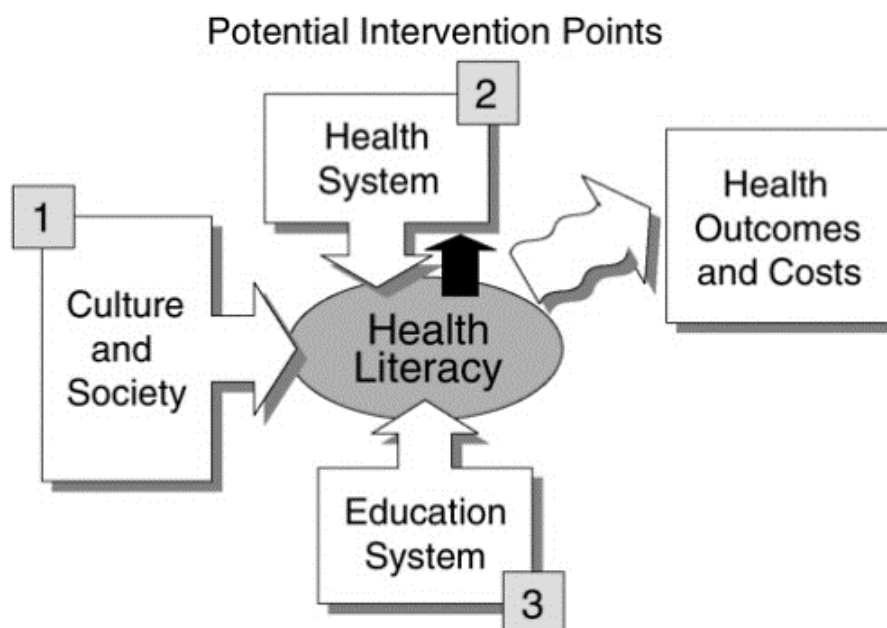 Potential Intervention Points
2
Health
System
1
Culture
and
Society
Health
Literacy
Health
Outcomes
and Costs
Education
System
3